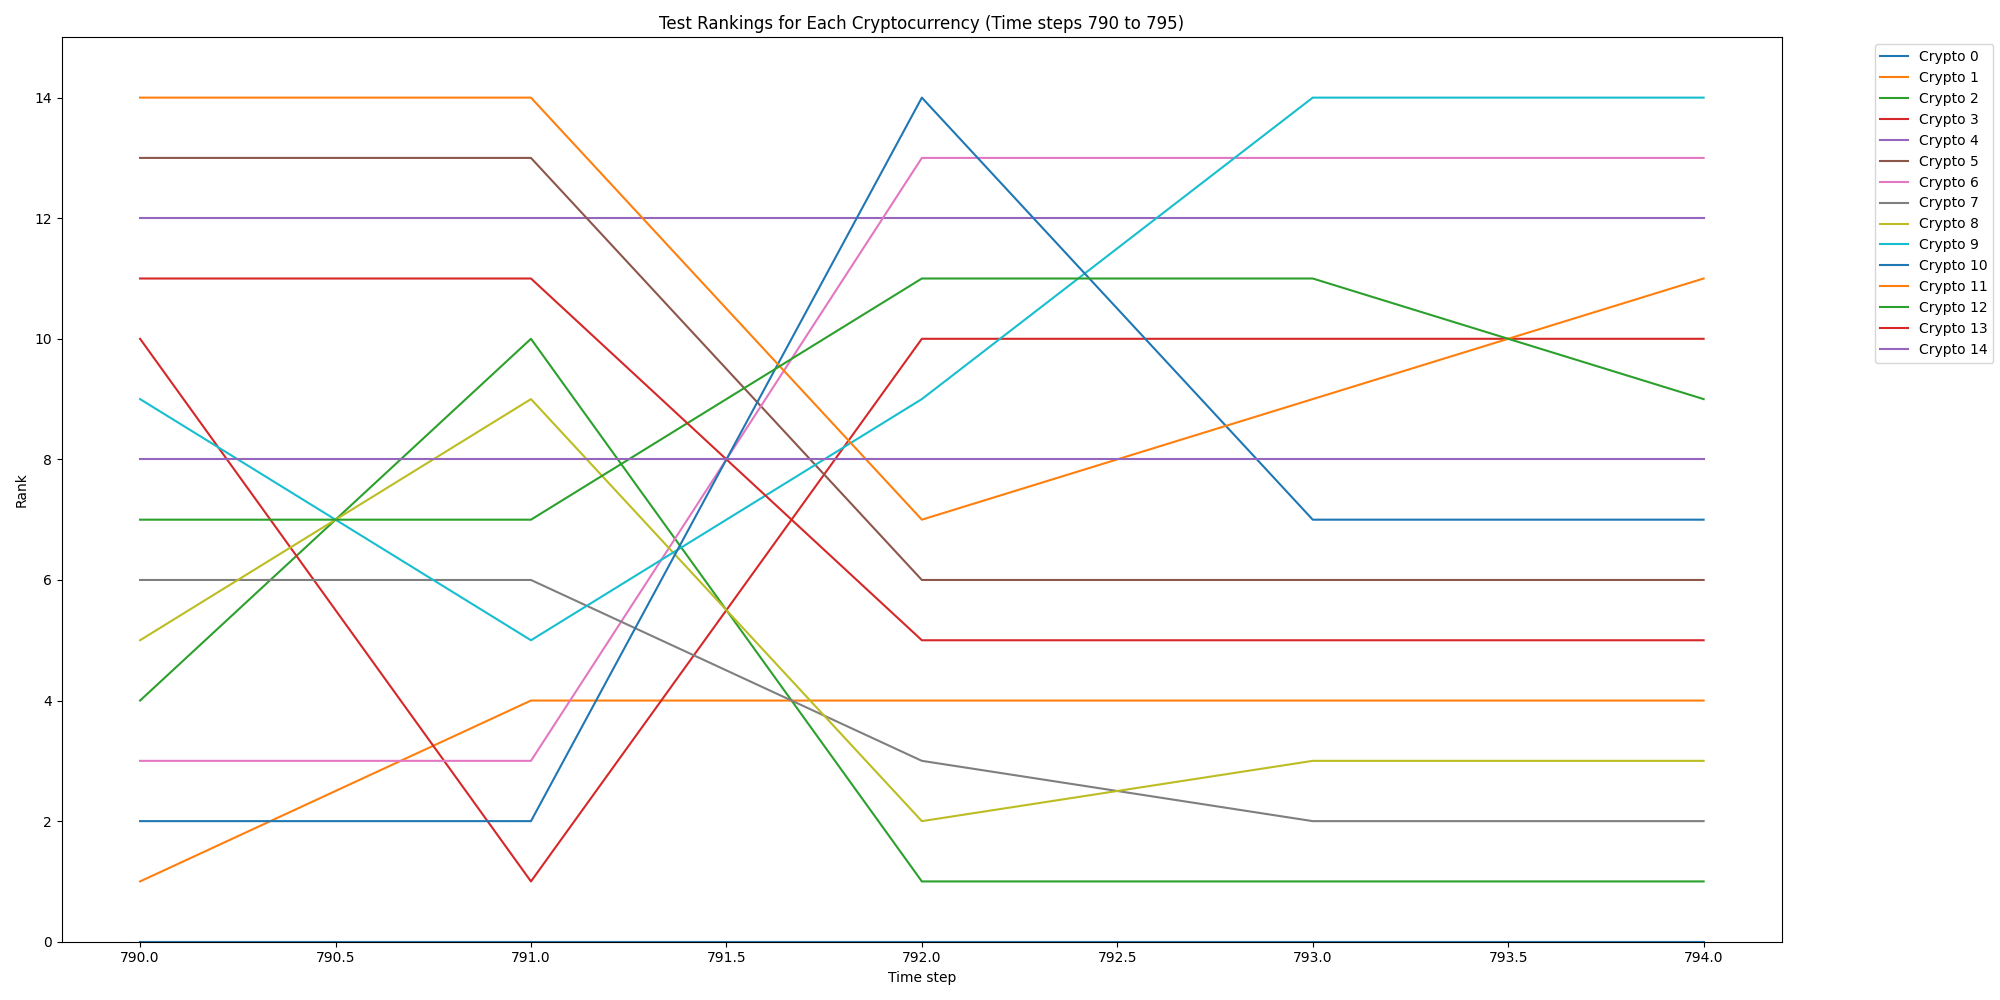 Test Rankings for Each Cryptocurrency (Time steps 790 to 795)
Rank
14
12
10
8
6
4
2
0
790.0 790.5 791.0 791.5 792.0 792.5 793.0 793.5 794.0
Time step
Crypto 0
Crypto 1
Crypto 2
Crypto 3
Crypto 4
Crypto 5
Crypto 6
Crypto 7
Crypto 8
Crypto 9
Crypto 10
Crypto 11
Crypto 12
Crypto 13
Crypto 14